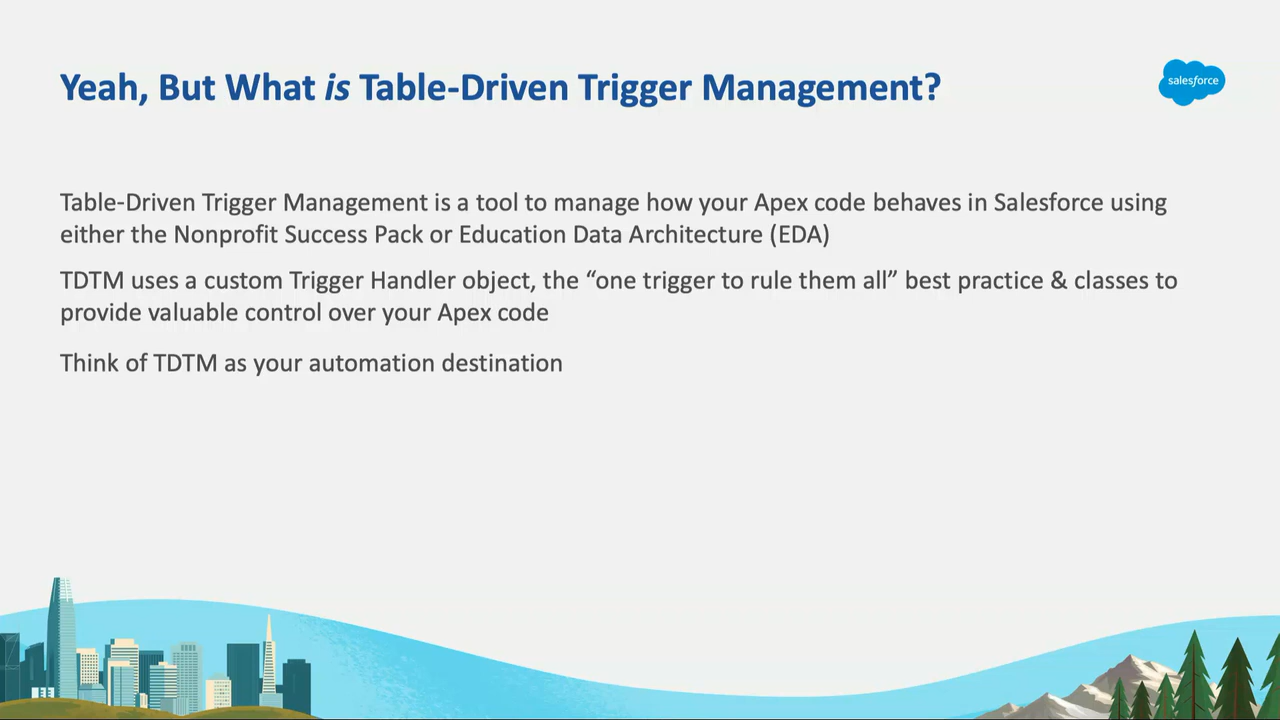 Yeah, But What is Table-Driven Trigger Management?
salesforce
Table-Driven Trigger Management is a tool to manage how your Apex code behaves in Salesforce using
either the Nonprofit Success Pack or Education Data Architecture (EDA)
TDTM uses a custom Trigger Handler object, the “one trigger to rule them all” best practice & classes to
provide valuable control over your Apex code
Think of TDTM as your automation destination